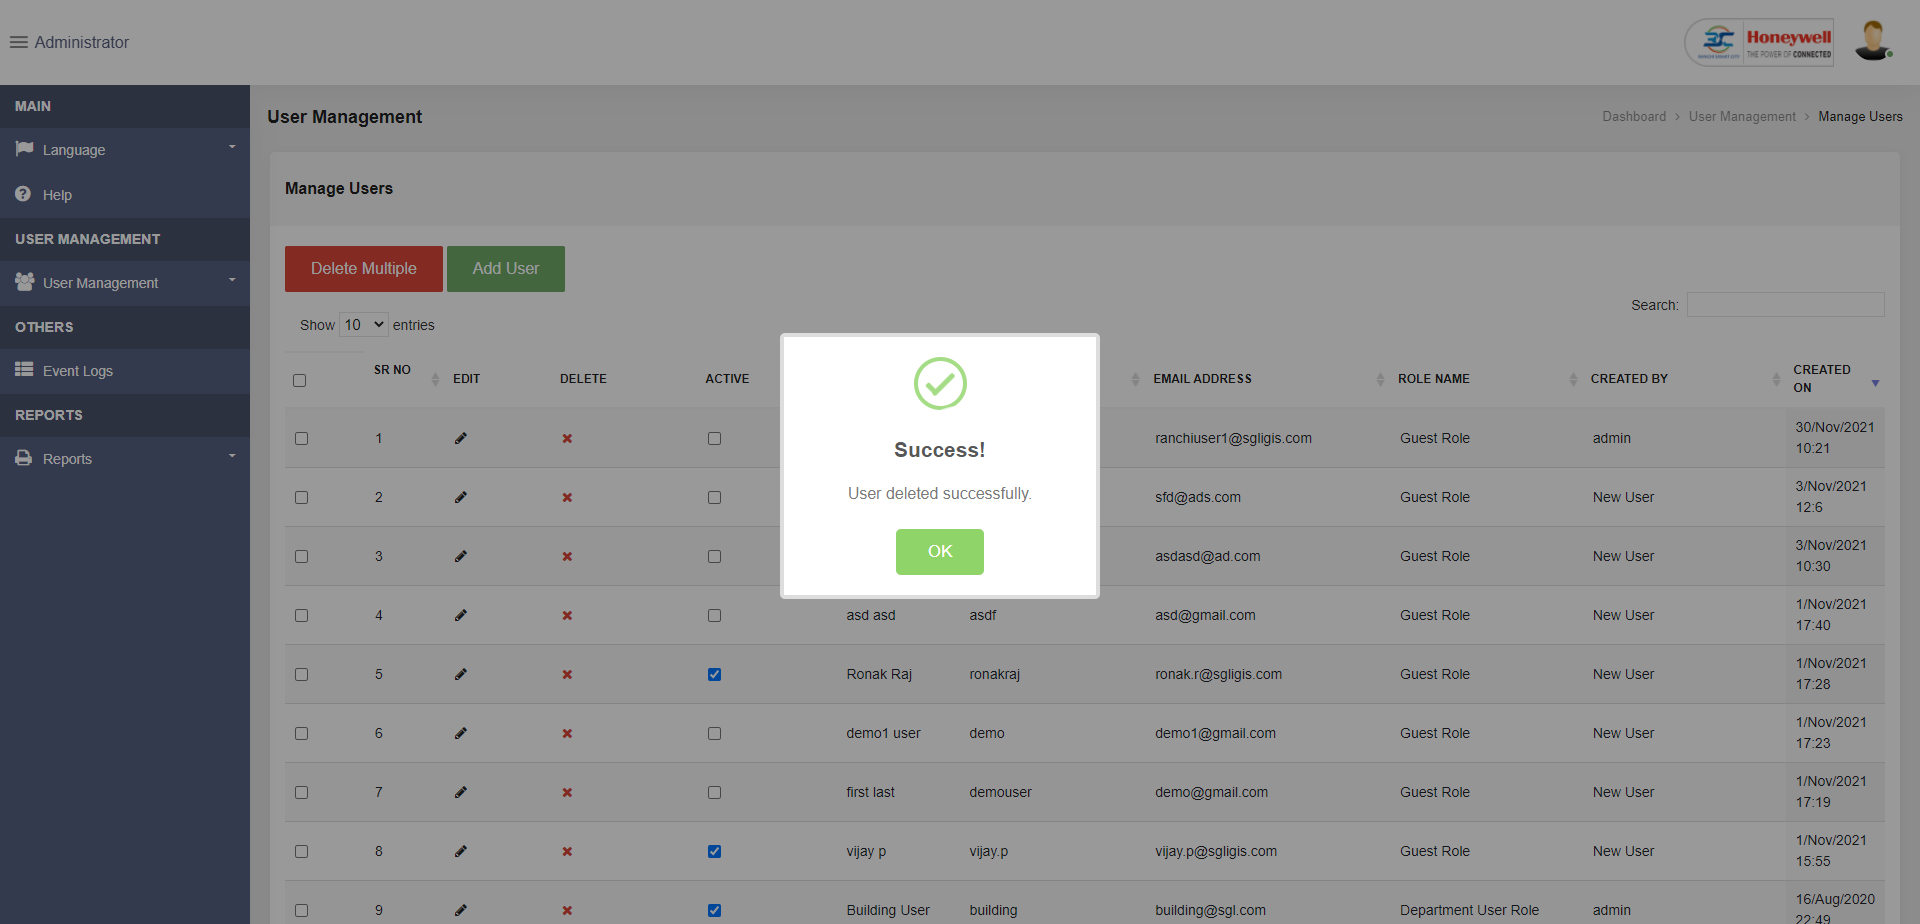 Administrator
Honeywell
THE POWER OF CONNECTED
MAIN
Language
Help
USER MANAGEMENT
User Management
OTHERS
Event Logs
REPORTS
Reports
User Management
Dashboard > User Management > Manage Users
Manage Users
Delete Multiple Add User
Search:
Show 10 entries
SR NO EDIT DELETE ACTIVE EMAIL ADDRESS ROLE NAME CREATED BY CREATED
ON
1 ranchiuser1@sgligis.com Guest Role admin 30/Nov/2021
10:21
2 sfd@ads.com Guest Role New User 3/Nov/2021
12:6
3 asdasd@ad.com Guest Role New User 3/Nov/2021
10:30
4 asd asd asdf asd@gmail.com Guest Role New User 1/Nov/2021
17:40
5 Ronak Raj ronakraj ronak.r@sgligis.com Guest Role New User 1/Nov/2021
17:28
6 demo1 user demo demo1@gmail.com Guest Role New User 1/Nov/2021
17:23
7 first last demouser demo@gmail.com Guest Role New User 1/Nov/2021
17:19
8 vijay p vijay.p vijay.p@sgligis.com Guest Role New User 1/Nov/2021
15:55
9 Building User building building@sgl.com Department User Role admin 16/Aug/2020
22:49
Success!
User deleted successfully.
OK